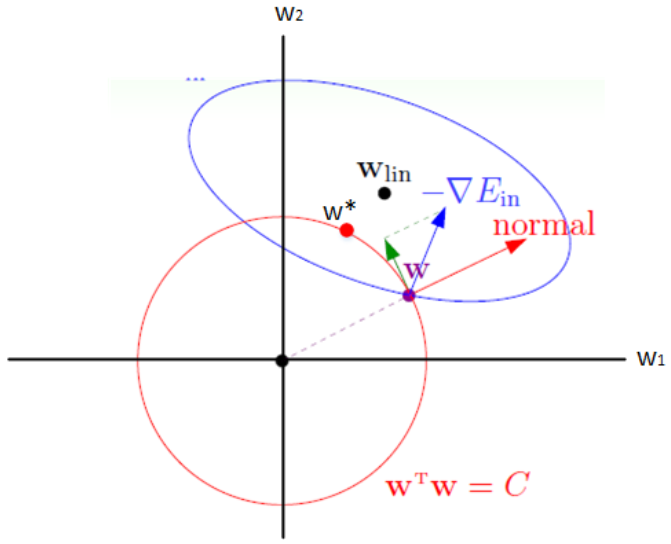 W₂
...
w_lin
−∇E_in
W*
normal
w
W₁
wᵀw = C